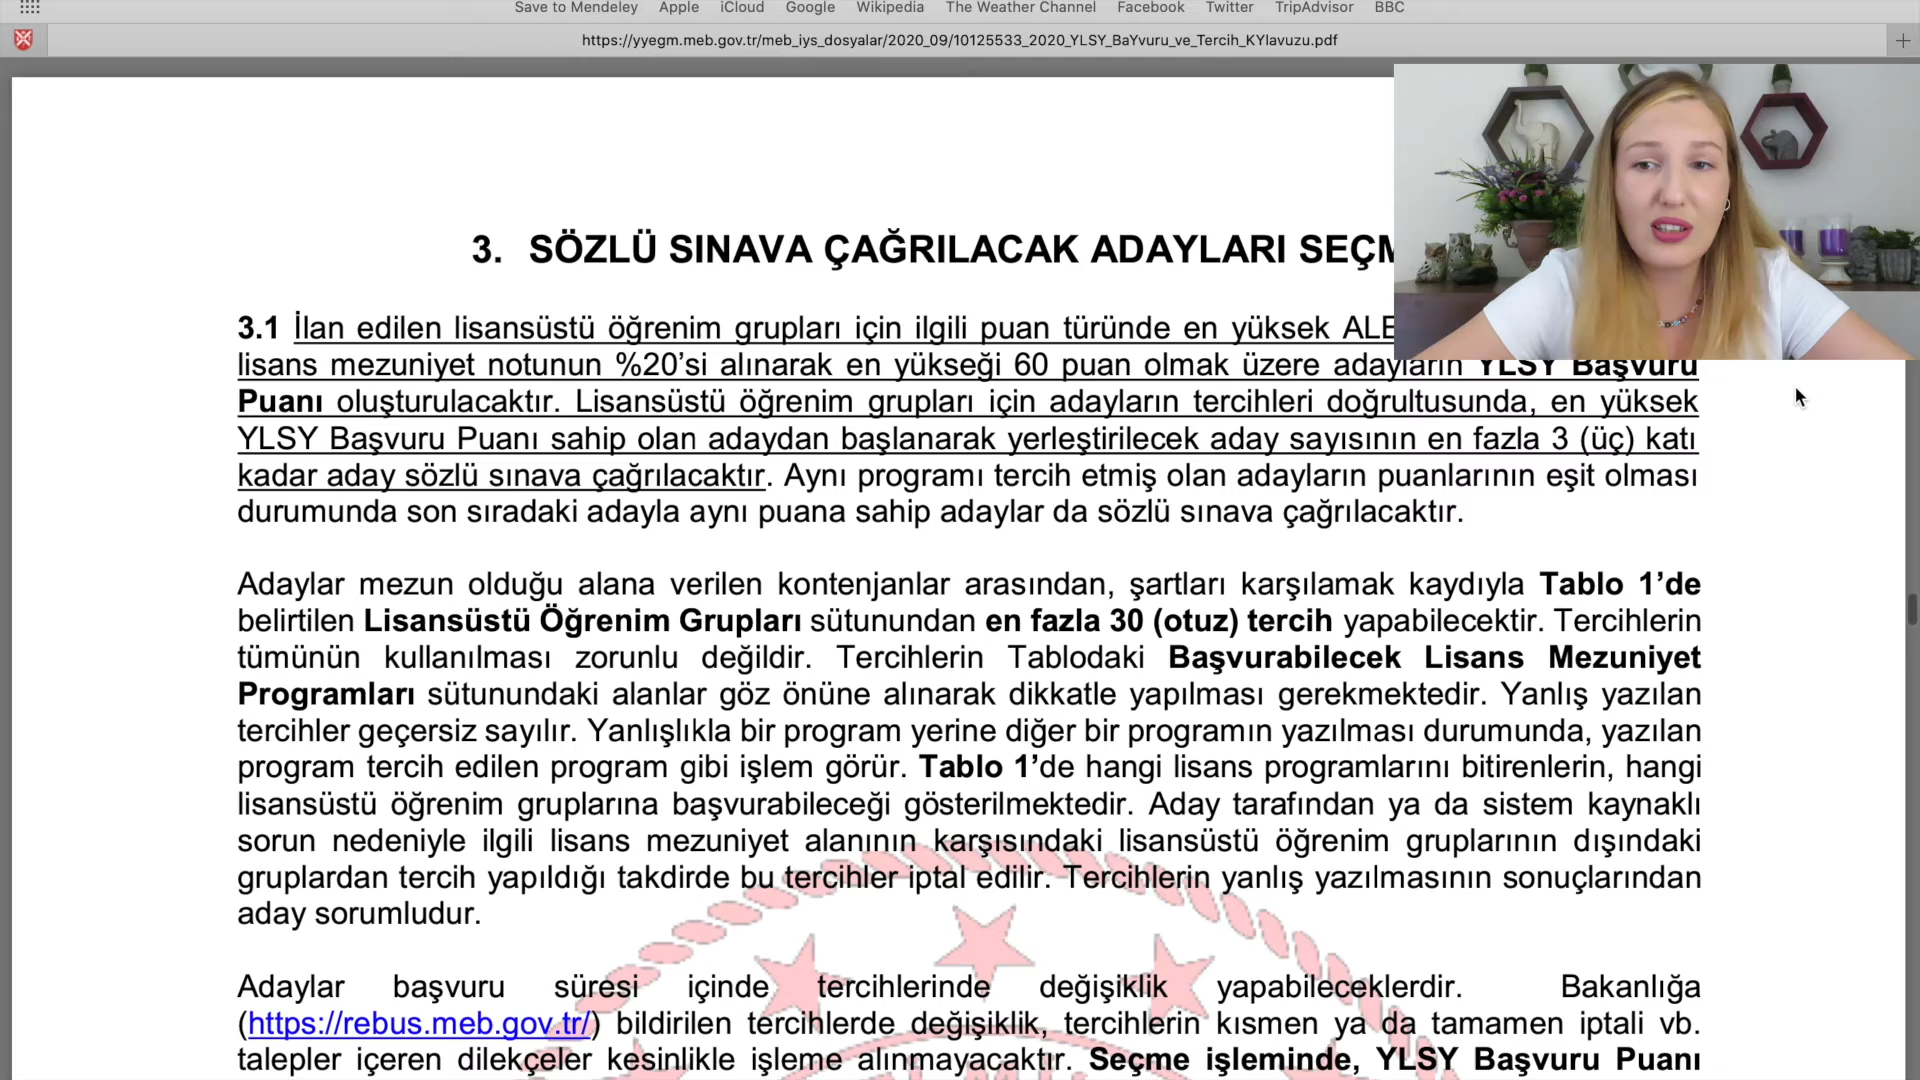 Save to Mendeley Apple iCloud Google Wikipedia The Weather Channel Facebook Twitter TripAdvisor BBC
https://yyegm.meb.gov.tr/meb_iys_dosyalar/2020_09/10125533_2020_YLSY_BaYvuru_ve_Tercih_KYlavuzu.pdf
3. SÖZLÜ SINAVA ÇAĞRILACAK ADAYLARI
3.1 İlan edilen lisansüstü öğrenim grupları için ilgili puan türünde en yüksek
lisans mezuniyet notunun %20’si alınarak en yükseği 60 puan olmak üzere adayların YLSY Başvuru
Puanı oluşturulacaktır. Lisansüstü öğrenim grupları için adayların tercihleri doğrultusunda, en yüksek
YLSY Başvuru Puanı sahip olan adaydan başlanarak yerleştirilecek aday sayısının en fazla 3 (üç) katı
kadar aday sözlü sınava çağrılacaktır. Aynı programı tercih etmiş olan adayların puanlarının eşit olması
durumunda son sıradaki adayla aynı puana sahip adaylar da sözlü sınava çağrılacaktır.
Adaylar mezun olduğu alana verilen kontenjanlar arasından, şartları karşılamak kaydıyla Tablo 1’de
belirtilen Lisansüstü Öğrenim Grupları sütunundan en fazla 30 (otuz) tercih yapabilecektir. Tercihlerin
tümünün kullanılması zorunlu değildir. Tercihlerin Tablodaki Başvurabilecek Lisans Mezuniyet
Programları sütunundaki alanlar göz önüne alınarak dikkatle yapılması gerekmektedir. Yanlış yazılan
tercihler geçersiz sayılır. Yanlışlıkla bir program yerine diğer bir programın yazılması durumunda, yazılan
program tercih edilen program gibi işlem görür. Tablo 1’de hangi lisans programlarını bitirenlerin, hangi
lisansüstü öğrenim gruplarına başvurabileceği gösterilmektedir. Aday tarafından ya da sistem kaynaklı
sorun nedeniyle ilgili lisans mezuniyet alanının karşısındaki lisansüstü öğrenim gruplarının dışındaki
gruplardan tercih yapıldığı takdirde bu tercihler iptal edilir. Tercihlerin yanlış yazılmasının sonuçlarından
aday sorumludur.
Adaylar başvuru süresi içinde tercihlerinde değişiklik yapabileceklerdir. Bakanlığa
(https://rebus.meb.gov.tr/) bildirilen tercihlerde değişiklik, tercihlerin kısmen ya da tamamen iptali vb.
talepler içeren dilekçeler kesinlikle işleme alınmayacaktır. Seçme işleminde, YLSY Başvuru Puanı